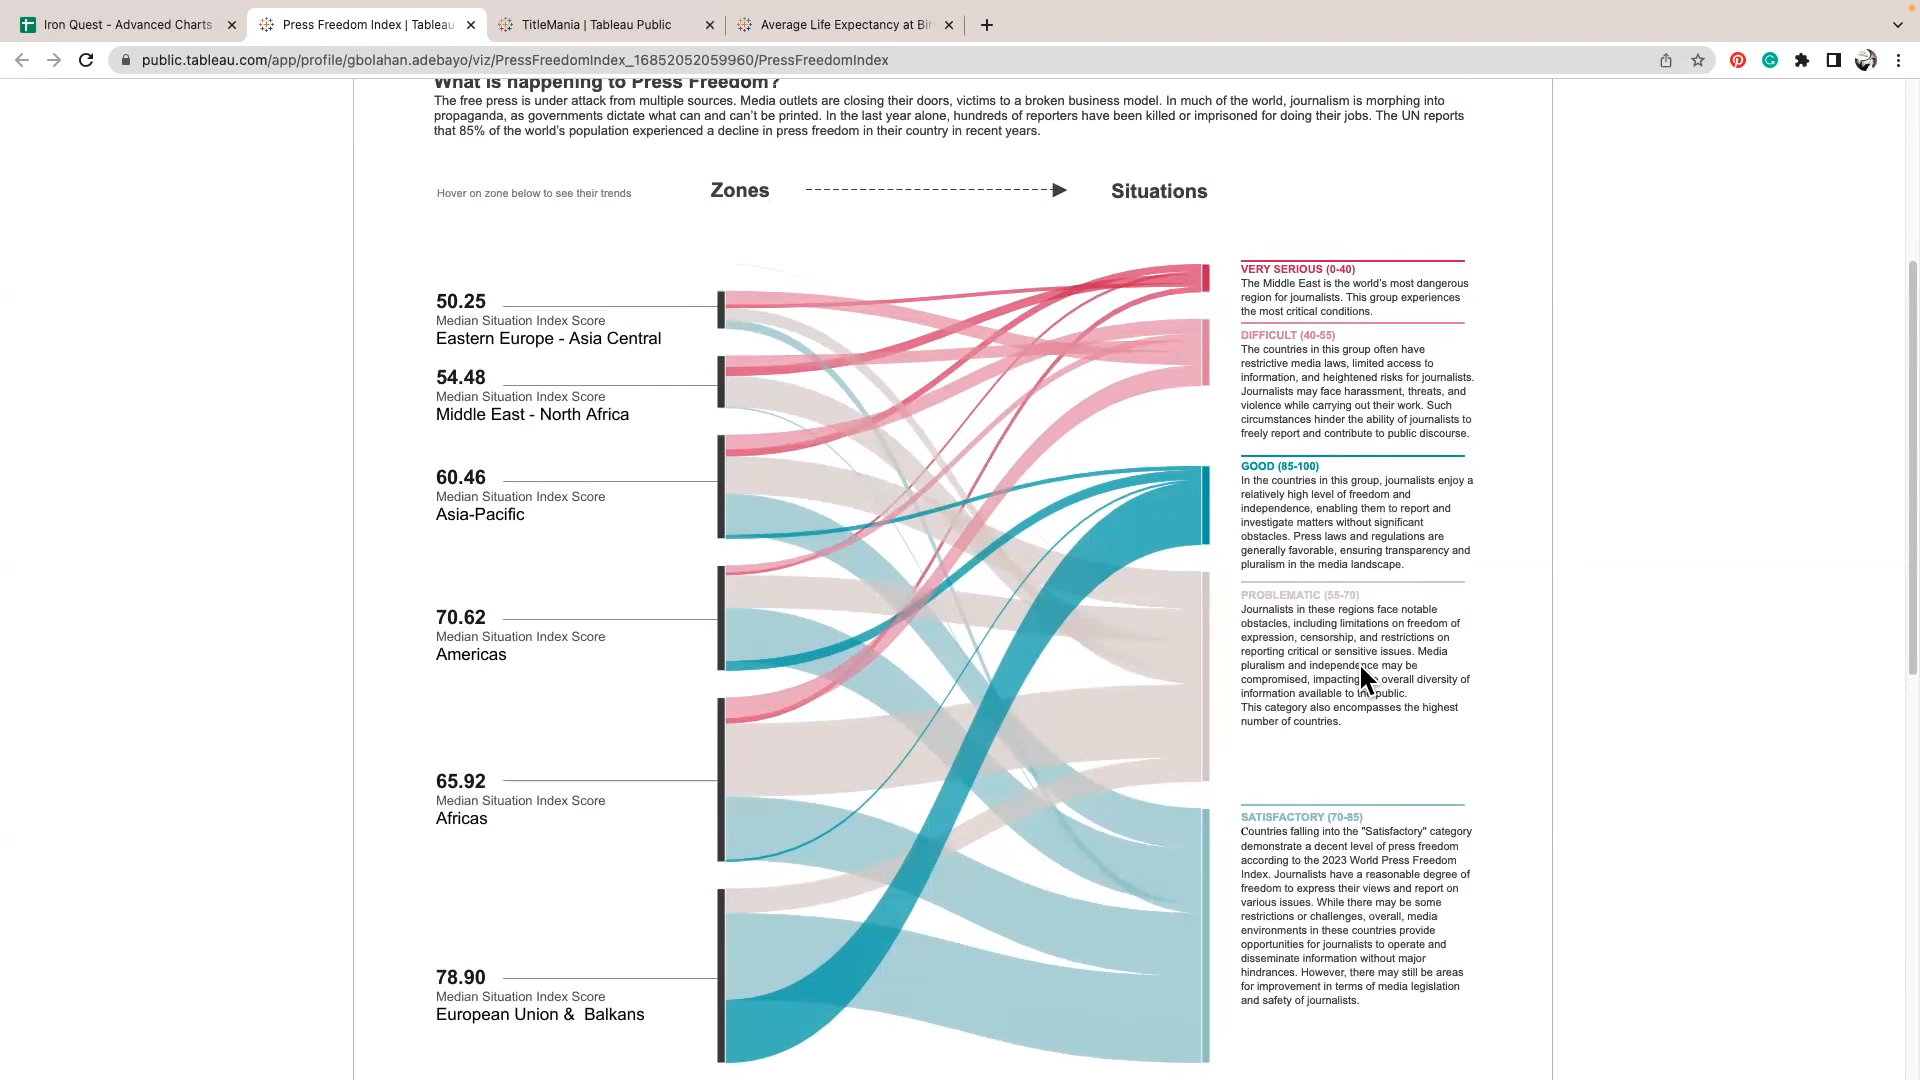 Iron Quest - Advanced Charts
Press Freedom Index | Tableau
TitleMania | Tableau Public
Average Life Expectancy at Bir
public.tableau.com/app/profile/gbolahan.adebayo/viz/PressFreedomIndex_16852052059960/PressFreedomIndex
What is happening to Press Freedom?
The free press is under attack from multiple sources. Media outlets are closing their doors, victims to a broken business model. In much of the world, journalism is morphing into
propaganda, as governments dictate what can and can't be printed. In the last year alone, hundreds of reporters have been killed or imprisoned for doing their jobs. The UN reports
that 85% of the world's population experienced a decline in press freedom in their country in recent years.
Hover on zone below to see their trends
Zones
Situations
50.25
Median Situation Index Score
Eastern Europe - Asia Central
54.48
Median Situation Index Score
Middle East - North Africa
60.46
Median Situation Index Score
Asia-Pacific
70.62
Median Situation Index Score
Americas
65.92
Median Situation Index Score
Africas
78.90
Median Situation Index Score
European Union & Balkans
VERY SERIOUS (0-40)
The Middle East is the world's most dangerous
region for journalists. This group experiences
the most critical conditions.
DIFFICULT (40-55)
The countries in this group often have
restrictive media laws, limited access to
information, and heightened risks for journalists.
Journalists may face harassment, threats, and
violence while carrying out their work. Such
circumstances hinder the ability of journalists to
freely report and contribute to public discourse.
GOOD (85-100)
In the countries in this group, journalists enjoy a
relatively high level of freedom and
independence, enabling them to report and
investigate matters without significant
obstacles. Press laws and regulations are
generally favorable, ensuring transparency and
pluralism in the media landscape.
PROBLEMATIC (55-70)
Journalists in these regions face notable
obstacles, including limitations on freedom of
expression, censorship, and restrictions on
reporting critical or sensitive issues. Media
pluralism and independence may be
compromised, impacting overall diversity of
information available to the public.
This category also encompasses the highest
number of countries.
SATISFACTORY (70-85)
Countries falling into the "Satisfactory" category
demonstrate a decent level of press freedom
according to the 2023 World Press Freedom
Index. Journalists have a reasonable degree of
freedom to express their views and report on
various issues. While there may be some
restrictions or challenges, overall, media
environments in these countries provide
opportunities for journalists to operate and
disseminate information without major
hindrances. However, there may still be areas
for improvement in terms of media legislation
and safety of journalists.